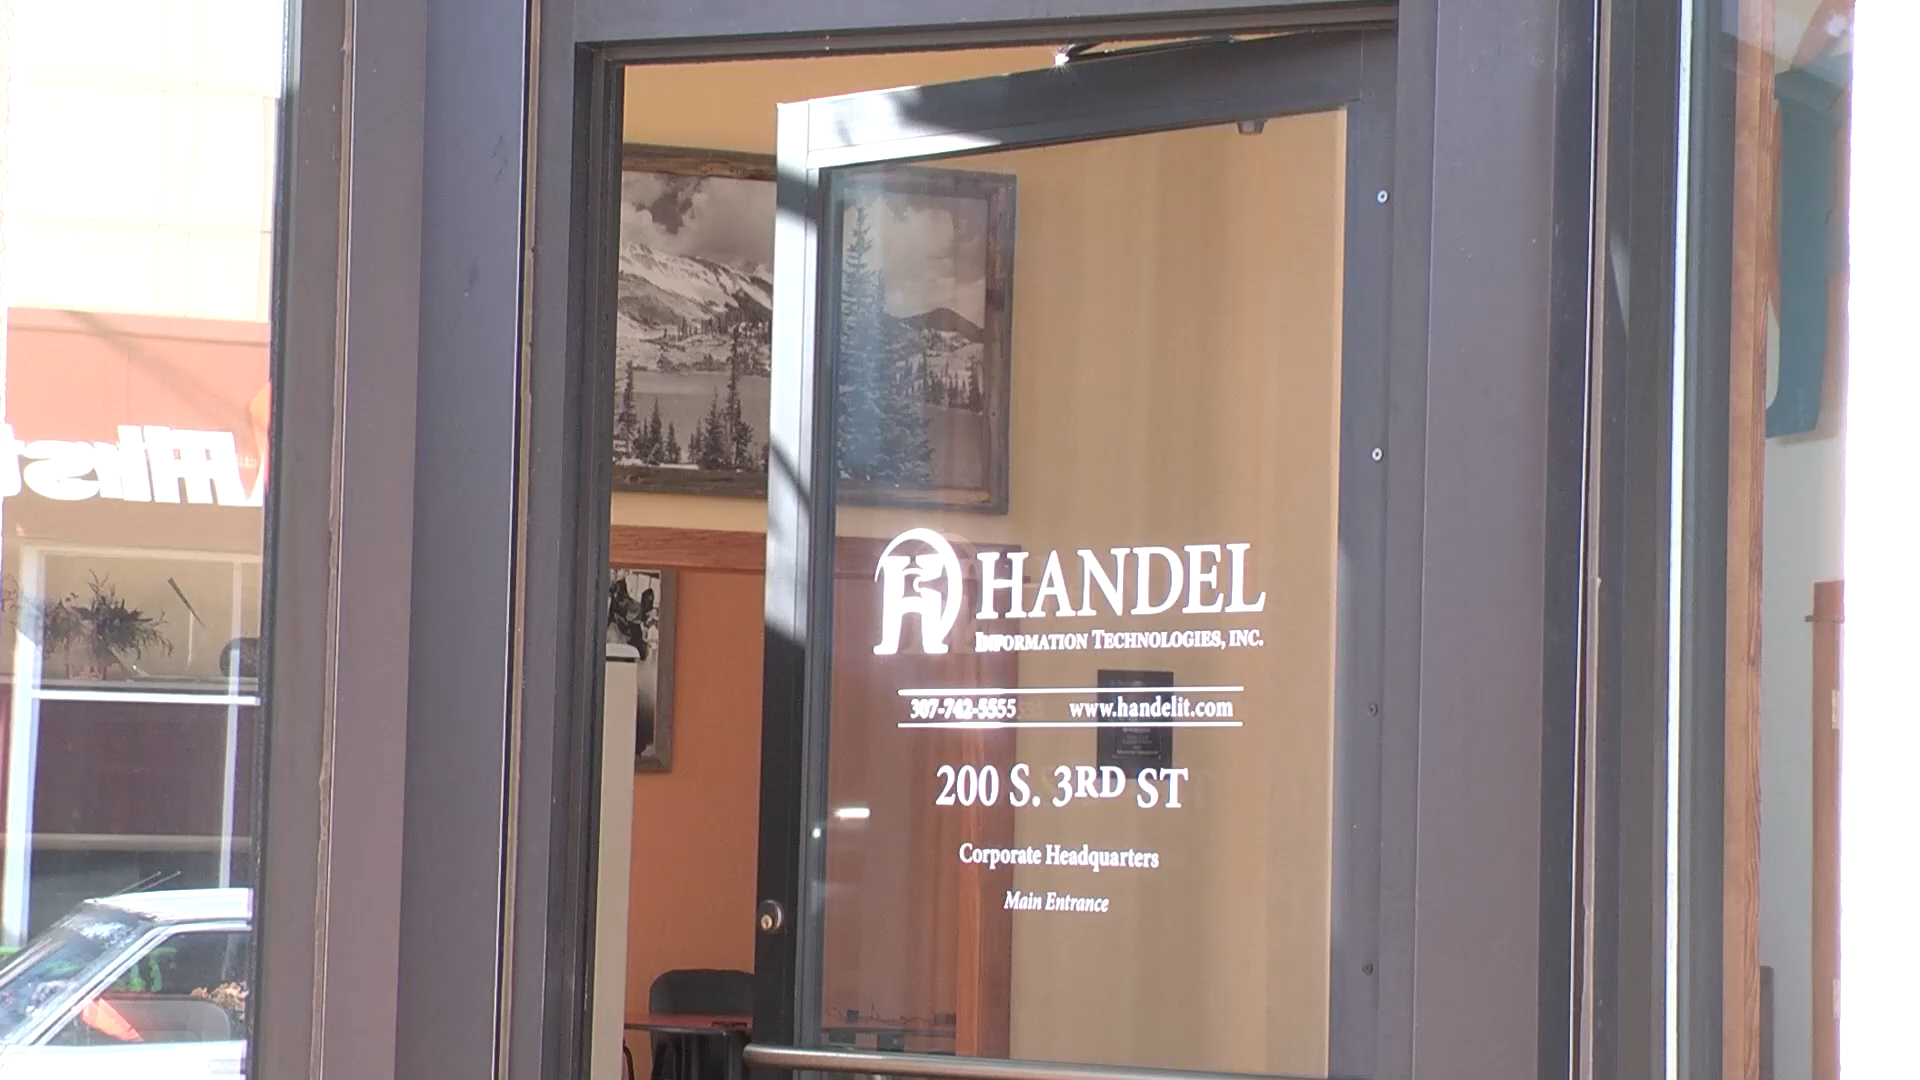 HANDEL
INFORMATION TECHNOLOGIES, INC.
307-742-5555 www.handelit.com
200 S. 3RD ST
Corporate Headquarters
Main Entrance